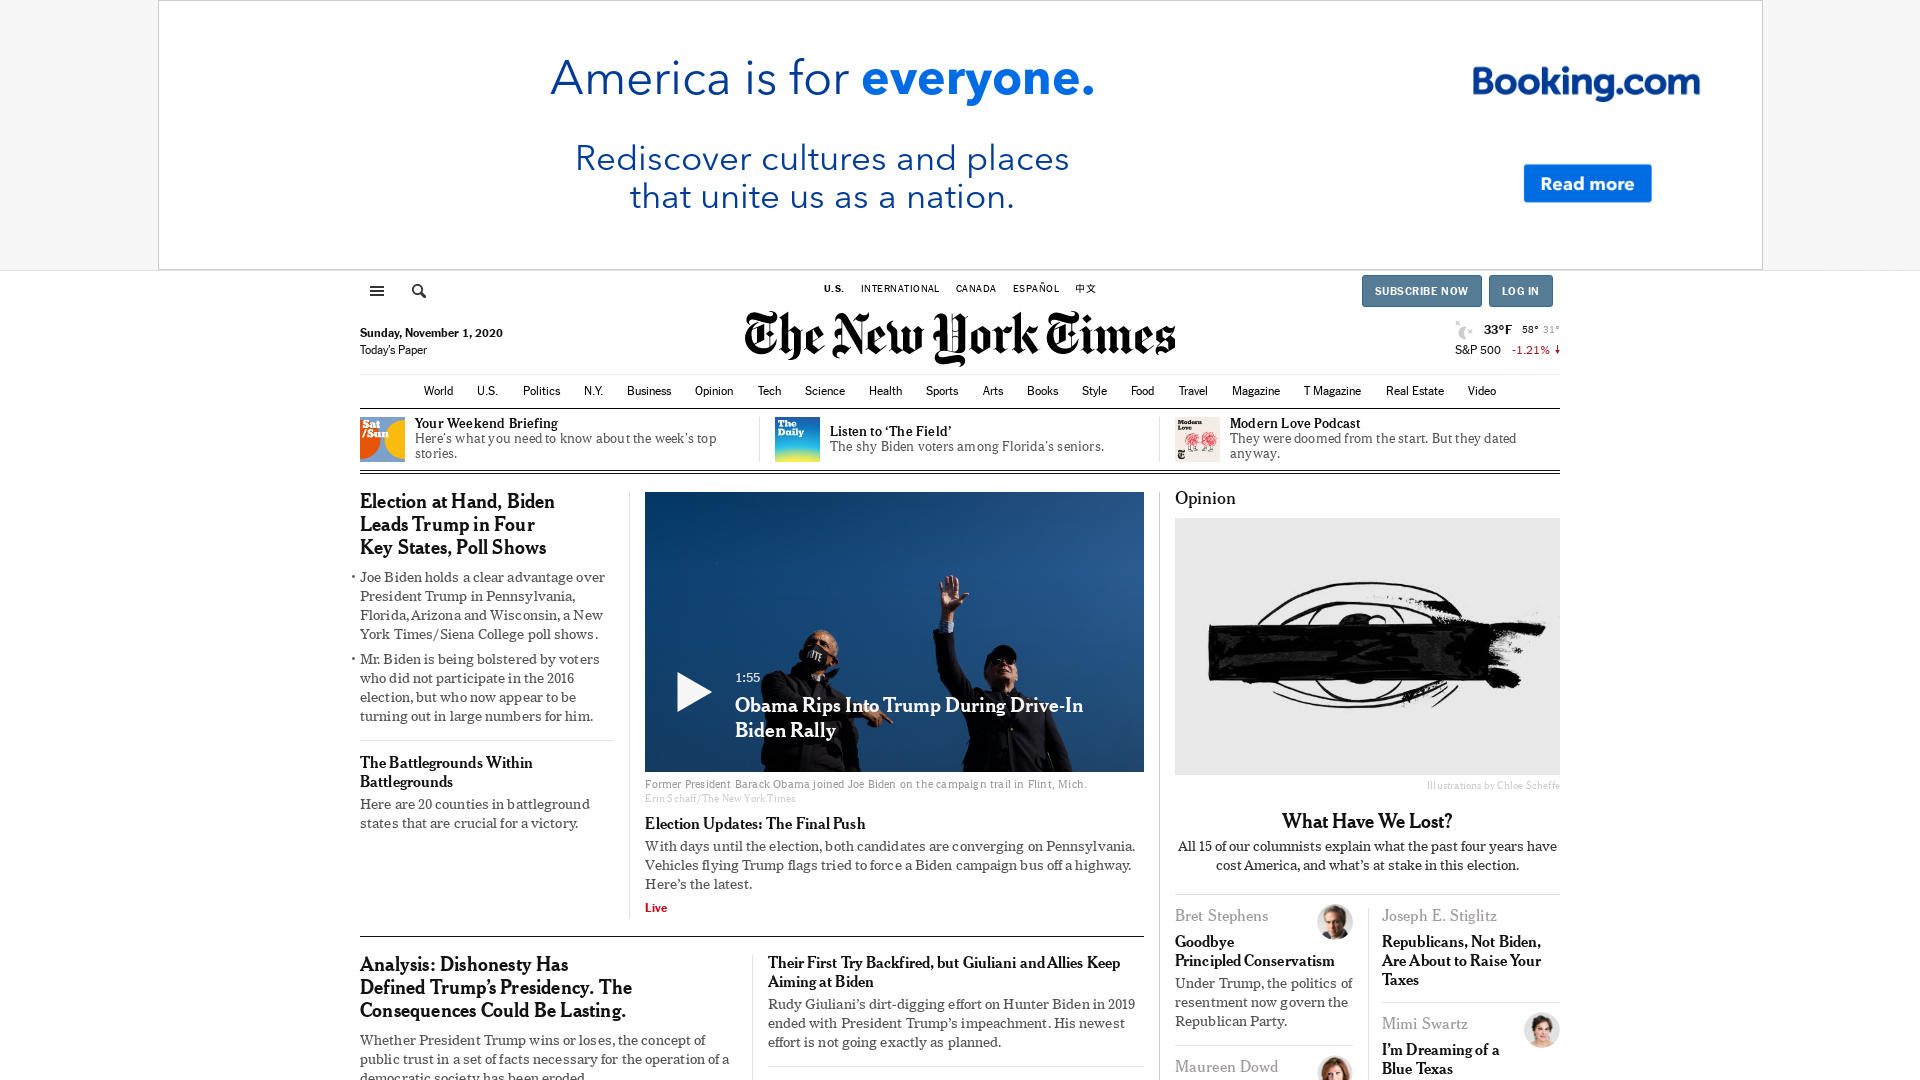 America is for everyone.
Booking.com
Rediscover cultures and places
that unite us as a nation.
Read more
U.S. INTERNATIONAL CANADA ESPAÑOL 中文
SUBSCRIBE NOW LOG IN
Sunday, November 1, 2020
Today's Paper
The New York Times
33°F 58° 31°
S&P 500 -1.21%
World U.S. Politics N.Y. Business Opinion Tech Science Health Sports Arts Books Style Food Travel Magazine T Magazine Real Estate Video
Sat
/Sun
Your Weekend Briefing
Here's what you need to know about the week's top
stories.
The
Daily
Listen to ‘The Field’
The shy Biden voters among Florida's seniors.
Modern
Love
Modern Love Podcast
They were doomed from the start. But they dated
anyway.
Election at Hand, Biden
Leads Trump in Four
Key States, Poll Shows
• Joe Biden holds a clear advantage over
President Trump in Pennsylvania,
Florida, Arizona and Wisconsin, a New
York Times/Siena College poll shows.
• Mr. Biden is being bolstered by voters
who did not participate in the 2016
election, but who now appear to be
turning out in large numbers for him.
The Battlegrounds Within
Battlegrounds
Here are 20 counties in battleground
states that are crucial for a victory.
VOTE
1:55
Obama Rips Into Trump During Drive-In
Biden Rally
Former President Barack Obama joined Joe Biden on the campaign trail in Flint, Mich.
Erin Schaff/The New York Times
Election Updates: The Final Push
With days until the election, both candidates are converging on Pennsylvania.
Vehicles flying Trump flags tried to force a Biden campaign bus off a highway.
Here's the latest.
Live
Opinion
Illustrations by Chloe Scheffe
What Have We Lost?
All 15 of our columnists explain what the past four years have
cost America, and what's at stake in this election.
Bret Stephens
Goodbye
Principled Conservatism
Under Trump, the politics of
resentment now govern the
Republican Party.
Maureen Dowd
Joseph E. Stiglitz
Republicans, Not Biden,
Are About to Raise Your
Taxes
Mimi Swartz
I'm Dreaming of a
Blue Texas
Analysis: Dishonesty Has
Defined Trump's Presidency. The
Consequences Could Be Lasting.
Whether President Trump wins or loses, the concept of
public trust in a set of facts necessary for the operation of a
democratic society has been eroded.
Their First Try Backfired, but Giuliani and Allies Keep
Aiming at Biden
Rudy Giuliani's dirt-digging effort on Hunter Biden in 2019
ended with President Trump's impeachment. His newest
effort is not going exactly as planned.